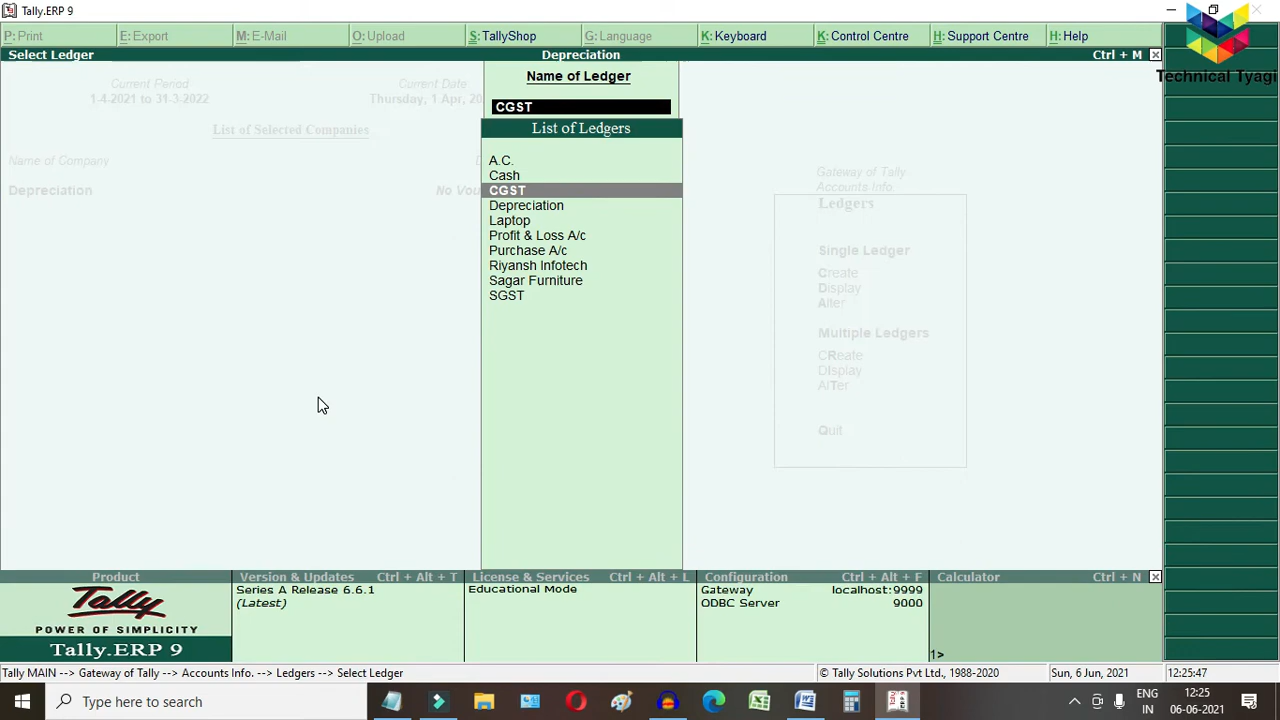 Tally.ERP 9
P: Print E: Export M: E-Mail O: Upload S: TallyShop G: Language K: Keyboard K: Control Centre H: Support Centre H: Help
Select Ledger Depreciation Ctrl + M
Technical Tyagi
Current Period Current Date
1-4-2021 to 31-3-2022 Thursday, 1 Apr, 20
List of Selected Companies
Name of Company
Depreciation No Vou
Name of Ledger
CGST
List of Ledgers
A.C.
Cash
CGST
Depreciation
Laptop
Profit & Loss A/c
Purchase A/c
Riyansh Infotech
Sagar Furniture
SGST
Gateway of Tally
Accounts Info.
Ledgers
Single Ledger
Create
Display
Alter
Multiple Ledgers
CReate
DIsplay
AlTer
Quit
Product
Tally
POWER OF SIMPLICITY
Tally.ERP 9
Version & Updates Ctrl + Alt + T
Series A Release 6.6.1
(Latest)
License & Services Ctrl + Alt + L
Educational Mode
Configuration Ctrl + Alt + F
Gateway localhost:9999
ODBC Server 9000
Calculator Ctrl + N
1>
Tally MAIN --> Gateway of Tally --> Accounts Info. --> Ledgers --> Select Ledger © Tally Solutions Pvt Ltd., 1988-2020 Sun, 6 Jun, 2021 12:25:47
Type here to search
ENG
IN
12:25
06-06-2021